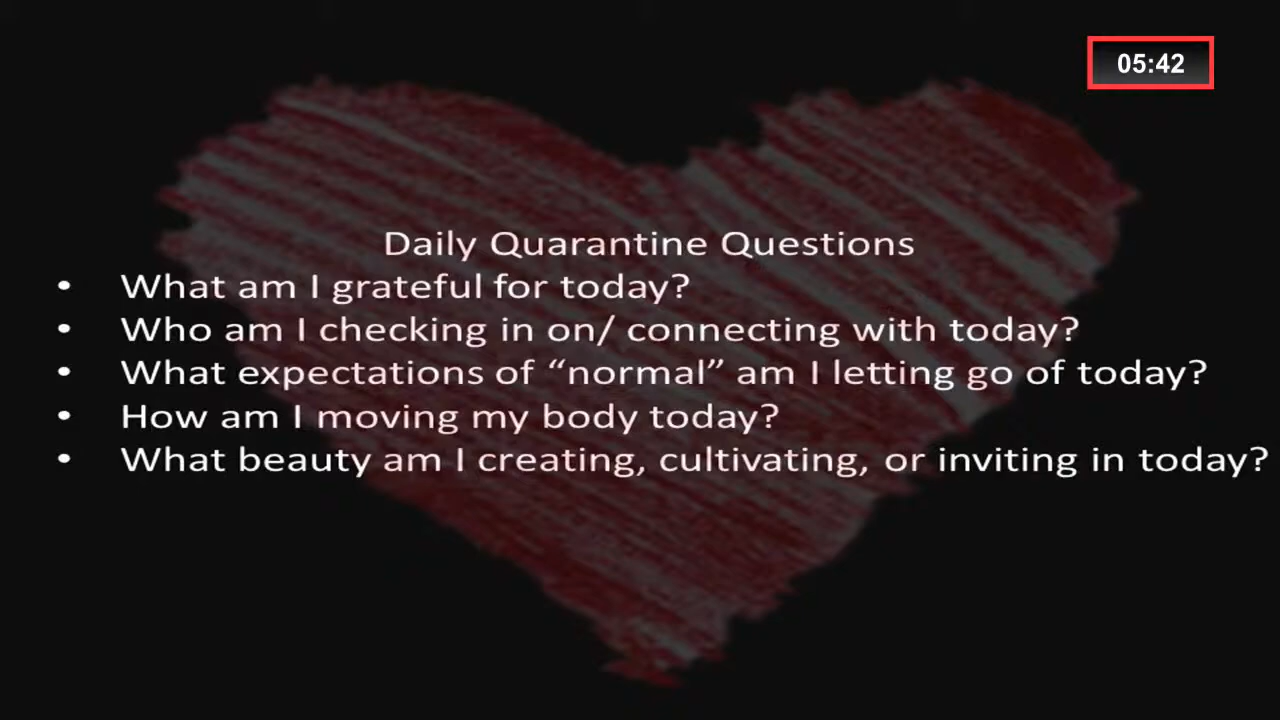 05:42
Daily Quarantine Questions
• What am I grateful for today?
• Who am I checking in on/ connecting with today?
• What expectations of “normal” am I letting go of today?
• How am I moving my body today?
• What beauty am I creating, cultivating, or inviting in today?